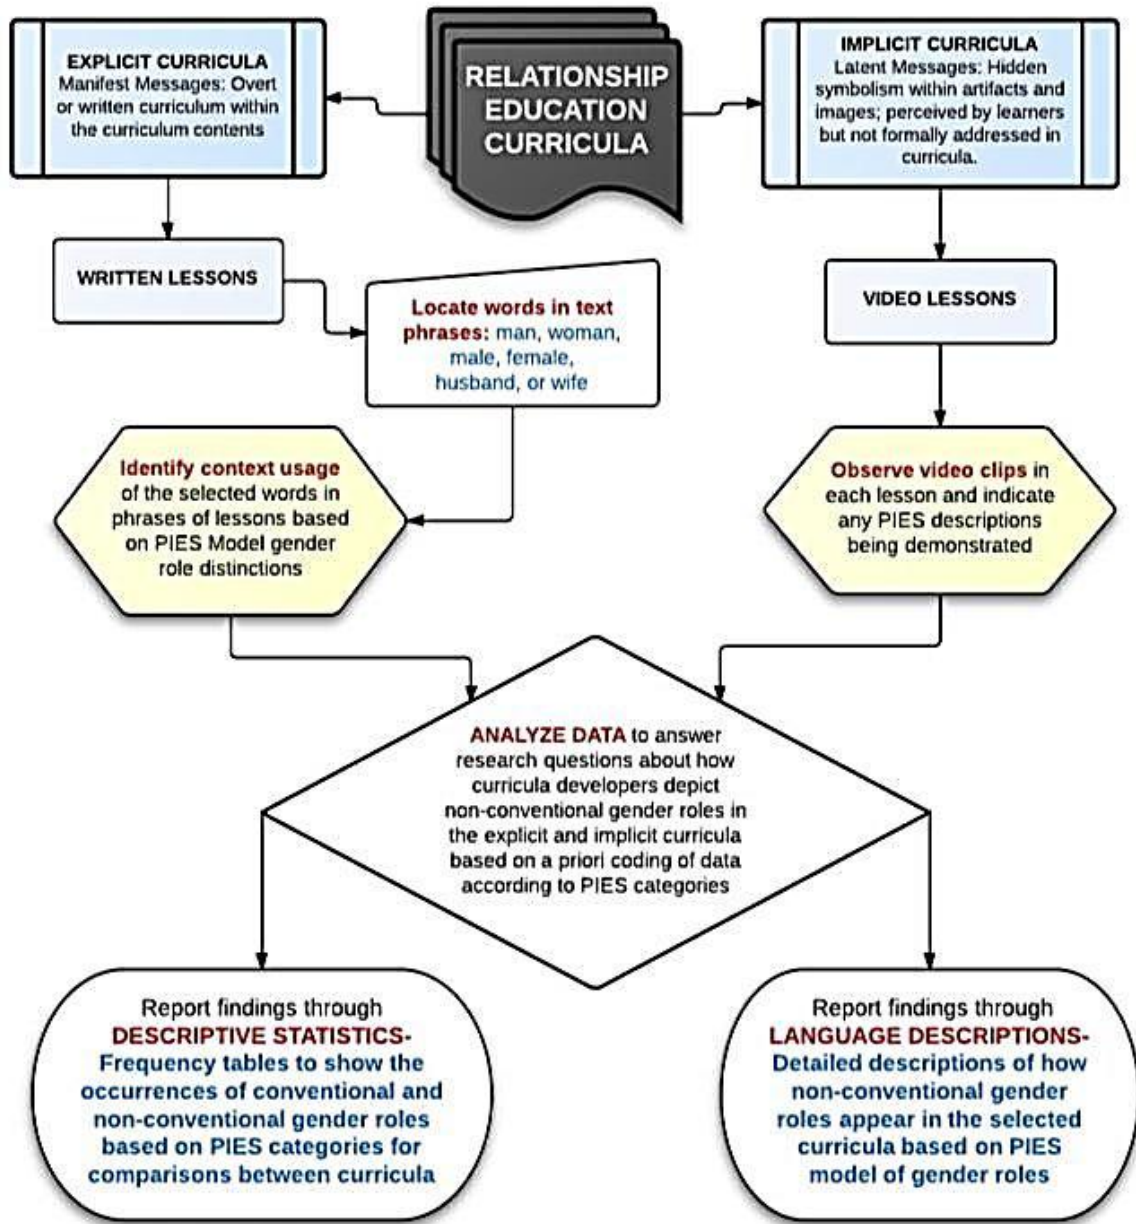 EXPLICIT CURRICULA
Manifest Messages: Overt
or written curriculum within
the curriculum contents
RELATIONSHIP
EDUCATION
CURRICULA
IMPLICIT CURRICULA
Latent Messages: Hidden
symbolism within artifacts and
images; perceived by learners
but not formally addressed in
curricula.
WRITTEN LESSONS
Locate words in text
phrases: man, woman,
male, female,
husband, or wife
VIDEO LESSONS
Identify context usage
of the selected words in
phrases of lessons based
on PIES Model gender
role distinctions
Observe video clips in
each lesson and indicate
any PIES descriptions
being demonstrated
ANALYZE DATA to answer
research questions about how
curricula developers depict
non-conventional gender roles in
the explicit and implicit curricula
based on a priori coding of data
according to PIES categories
Report findings through
DESCRIPTIVE STATISTICS-
Frequency tables to show the
occurrences of conventional and
non-conventional gender roles
based on PIES categories for
comparisons between curricula
Report findings through
LANGUAGE DESCRIPTIONS-
Detailed descriptions of how
non-conventional gender
roles appear in the selected
curricula based on PIES
model of gender roles